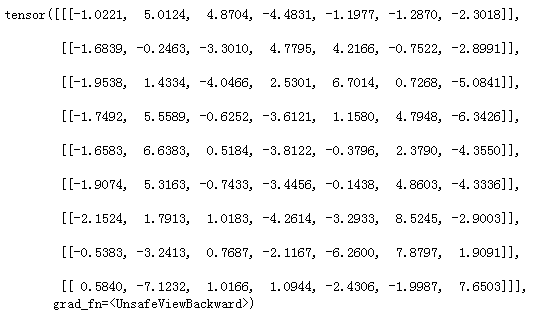 tensor([[[-1.0221, 5.0124, 4.8704, -4.4831, -1.1977, -1.2870, -2.3018]],
[[-1.6839, -0.2463, -3.3010, 4.7795, 4.2166, -0.7522, -2.8991]],
[[-1.9538, 1.4334, -4.0466, 2.5301, 6.7014, 0.7268, -5.0841]],
[[-1.7492, 5.5589, -0.6252, -3.6121, 1.1580, 4.7948, -6.3426]],
[[-1.6583, 6.6383, 0.5184, -3.8122, -0.3796, 2.3790, -4.3550]],
[[-1.9074, 5.3163, -0.7433, -3.4456, -0.1438, 4.8603, -4.3336]],
[[-2.1524, 1.7913, 1.0183, -4.2614, -3.2933, 8.5245, -2.9003]],
[[-0.5383, -3.2413, 0.7687, -2.1167, -6.2600, 7.8797, 1.9091]],
[[ 0.5840, -7.1232, 1.0166, 1.0944, -2.4306, -1.9987, 7.6503]]],
grad_fn=<UnsafeViewBackward>)